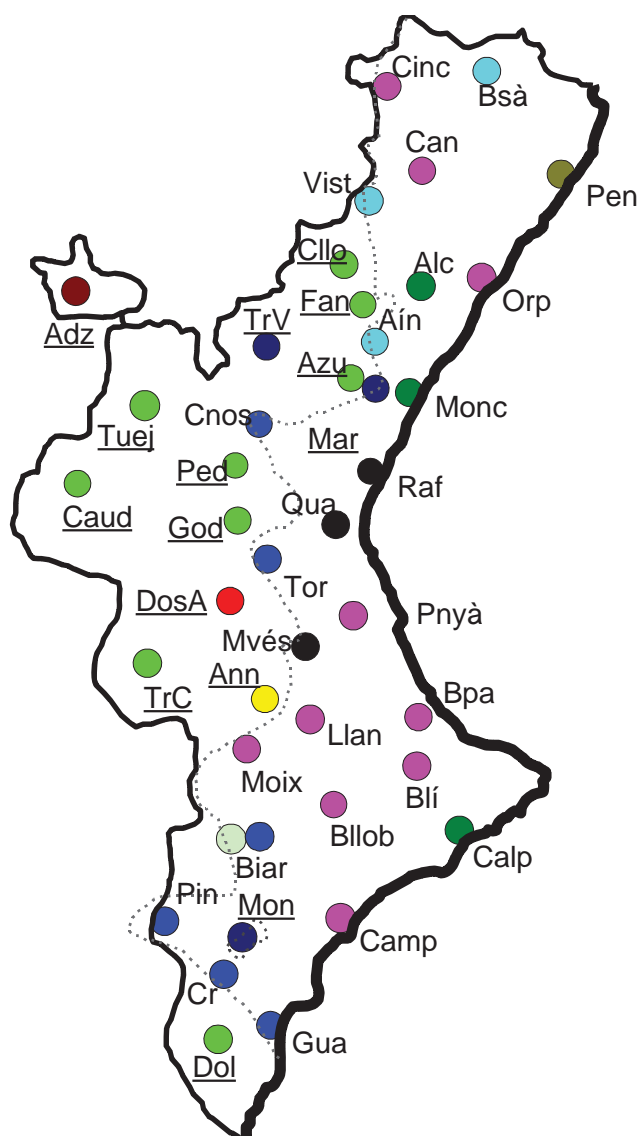 Cinc
Bsà
Can
Vist
Pen
Cllo
Alc
Fan
Orp
Adz
TrV
Aín
Azu
Monc
Tuej
Cnos
Mar
Ped
Raf
Caud
Qua
God
Tor
DosA
Pnyà
Mvés
Ann
TrC
Bpa
Llan
Moix
Blí
Bllob
Calp
Biar
Pin
Mon
Camp
Cr
Gua
Dol